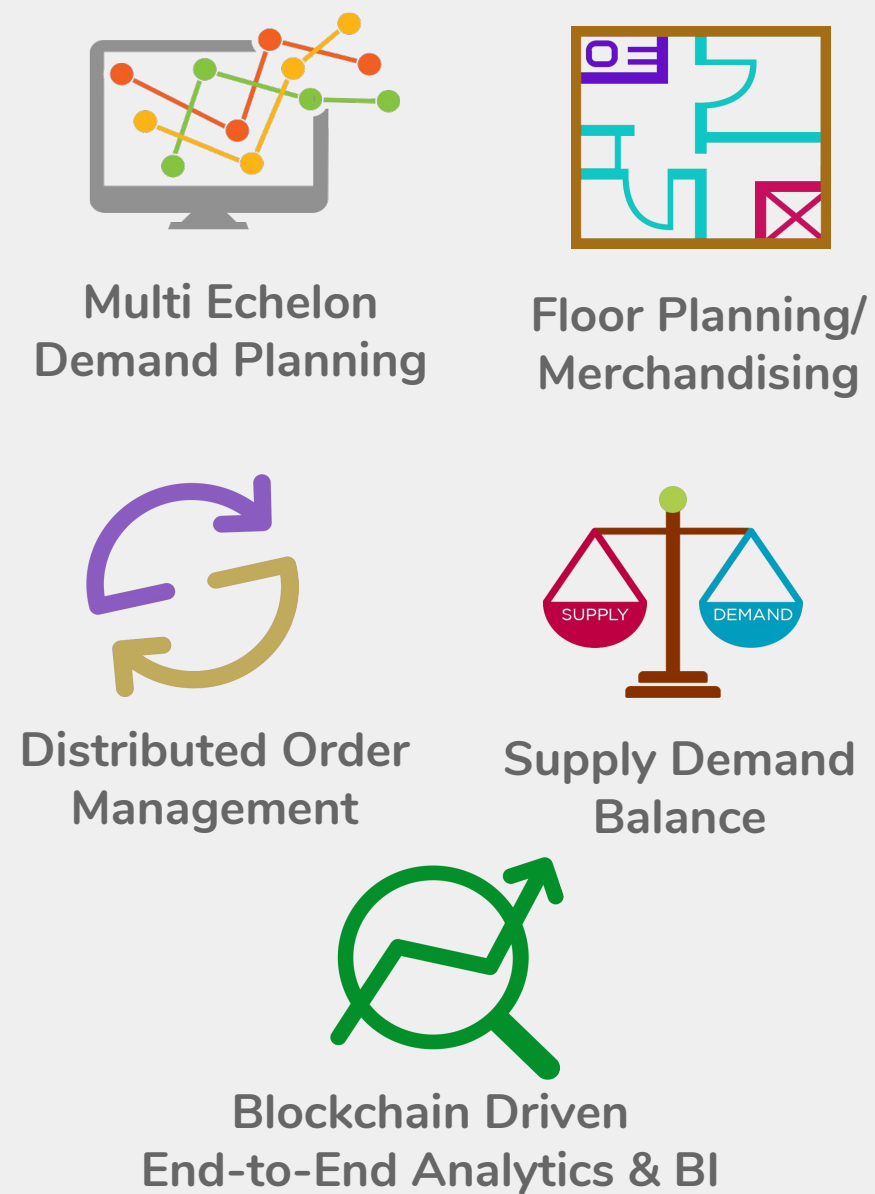 Multi Echelon
Demand Planning
Floor Planning/
Merchandising
Distributed Order
Management
SUPPLY
DEMAND
Supply Demand
Balance
Blockchain Driven
End-to-End Analytics & BI